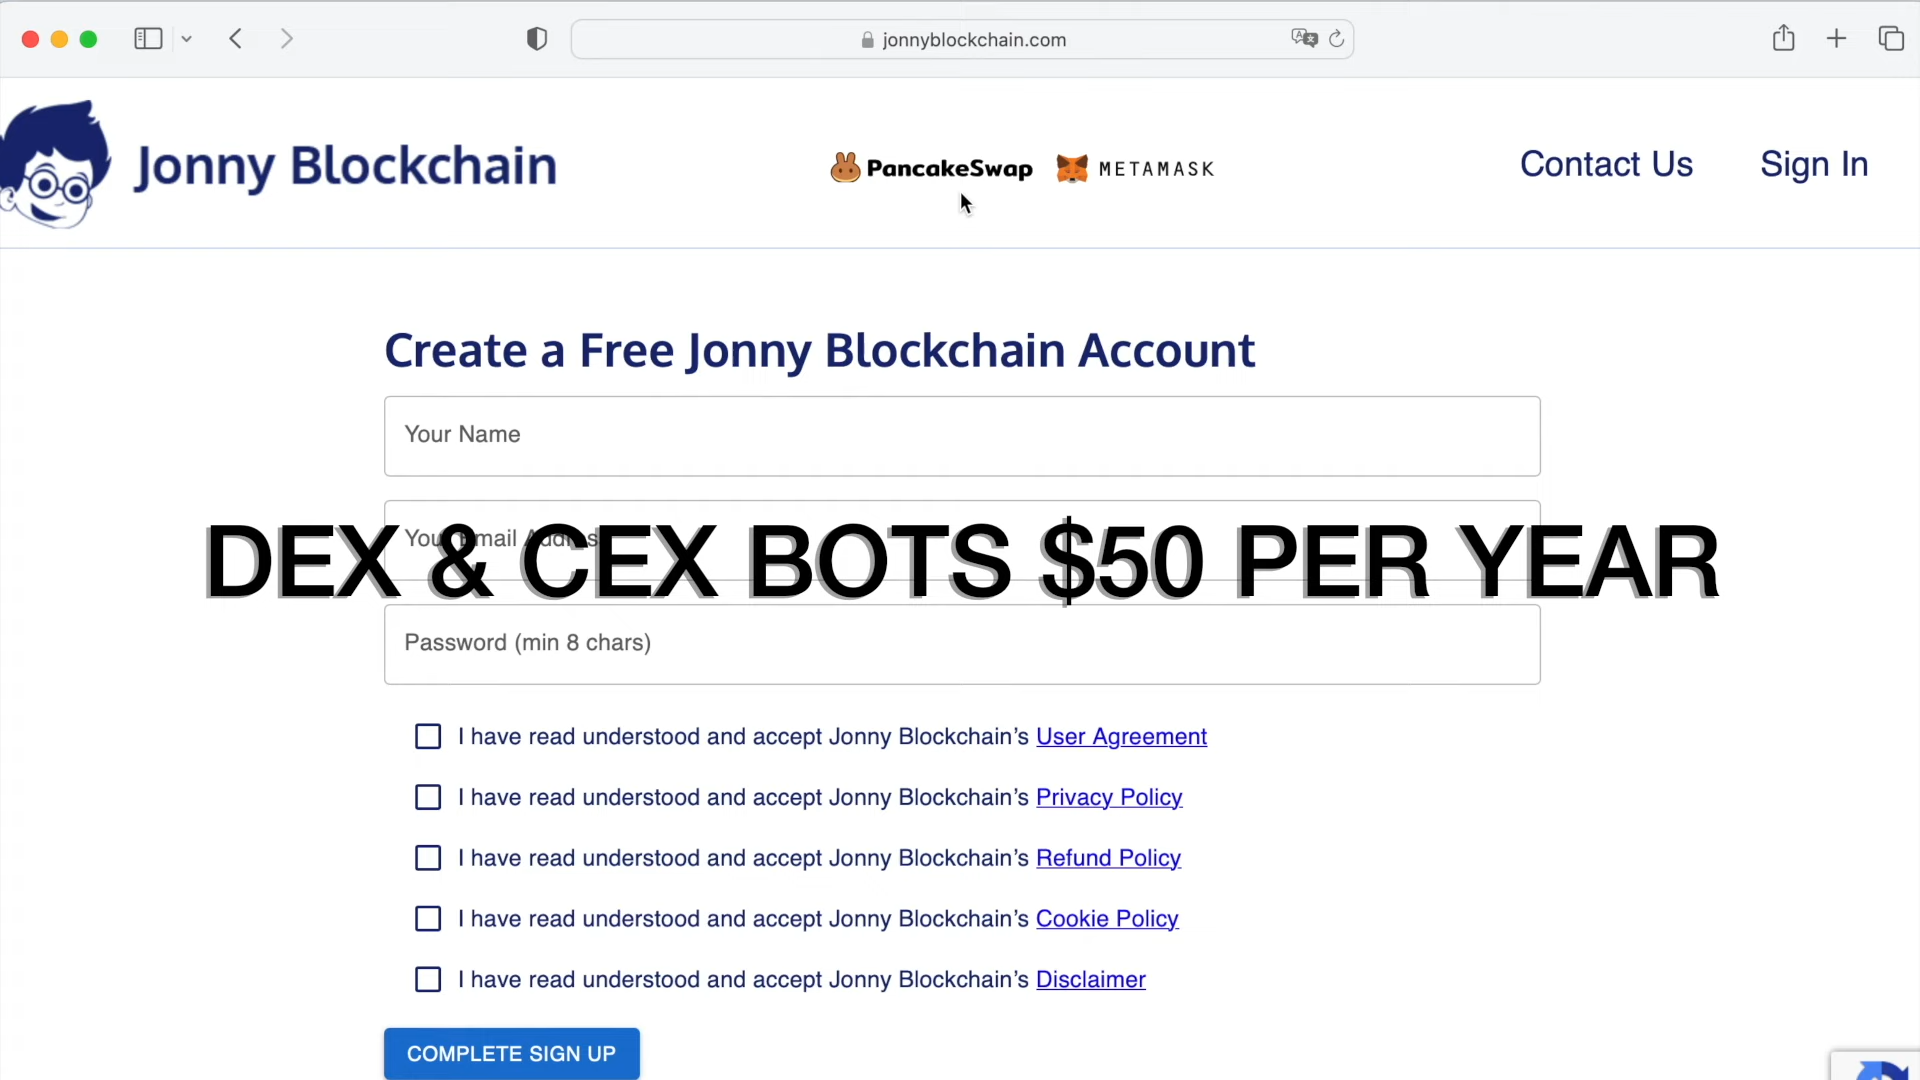 jonnyblockchain.com
Jonny Blockchain
PancakeSwap
METAMASK
Contact Us
Sign In
Create a Free Jonny Blockchain Account
Your Name
Your Email Address
DEX & CEX BOTS $50 PER YEAR
Password (min 8 chars)
I have read understood and accept Jonny Blockchain’s User Agreement
I have read understood and accept Jonny Blockchain’s Privacy Policy
I have read understood and accept Jonny Blockchain’s Refund Policy
I have read understood and accept Jonny Blockchain’s Cookie Policy
I have read understood and accept Jonny Blockchain’s Disclaimer
COMPLETE SIGN UP